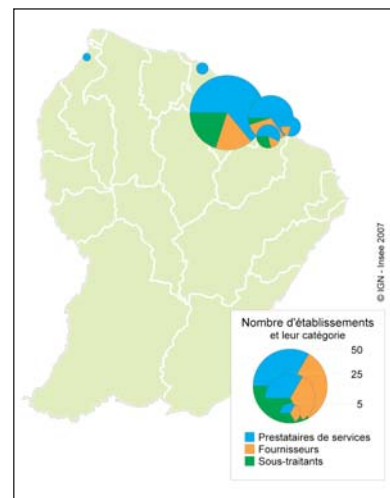 © IGN - Insee 2007
Nombre d'établissements
et leur catégorie
50
25
5
Prestataires de services
Fournisseurs
Sous-traitants